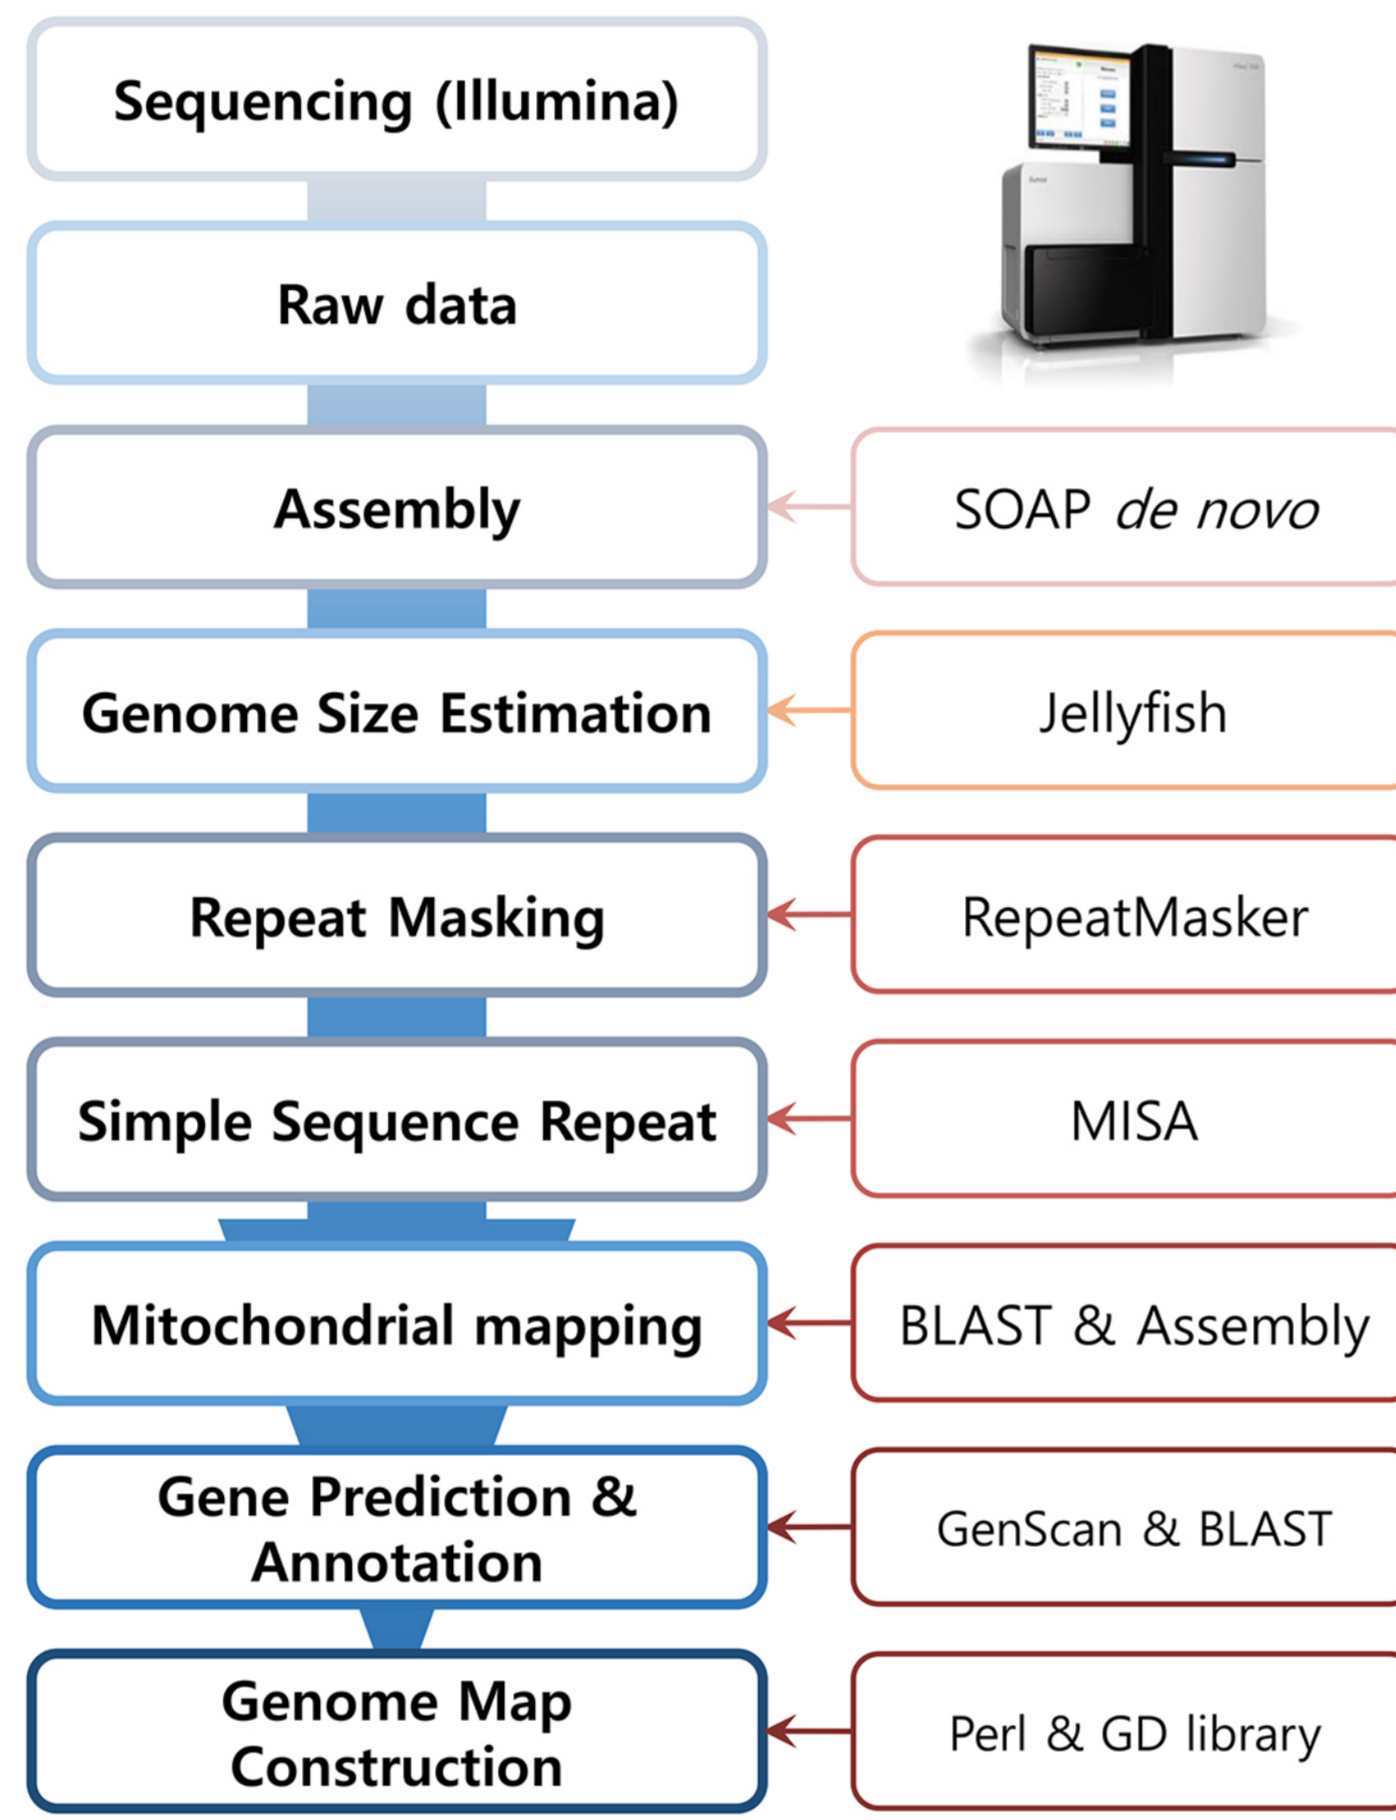 Sequencing (Illumina)
Raw data
Assembly
SOAP de novo
Genome Size Estimation
Jellyfish
Repeat Masking
RepeatMasker
Simple Sequence Repeat
MISA
Mitochondrial mapping
BLAST & Assembly
Gene Prediction &
Annotation
GenScan & BLAST
Genome Map
Construction
Perl & GD library